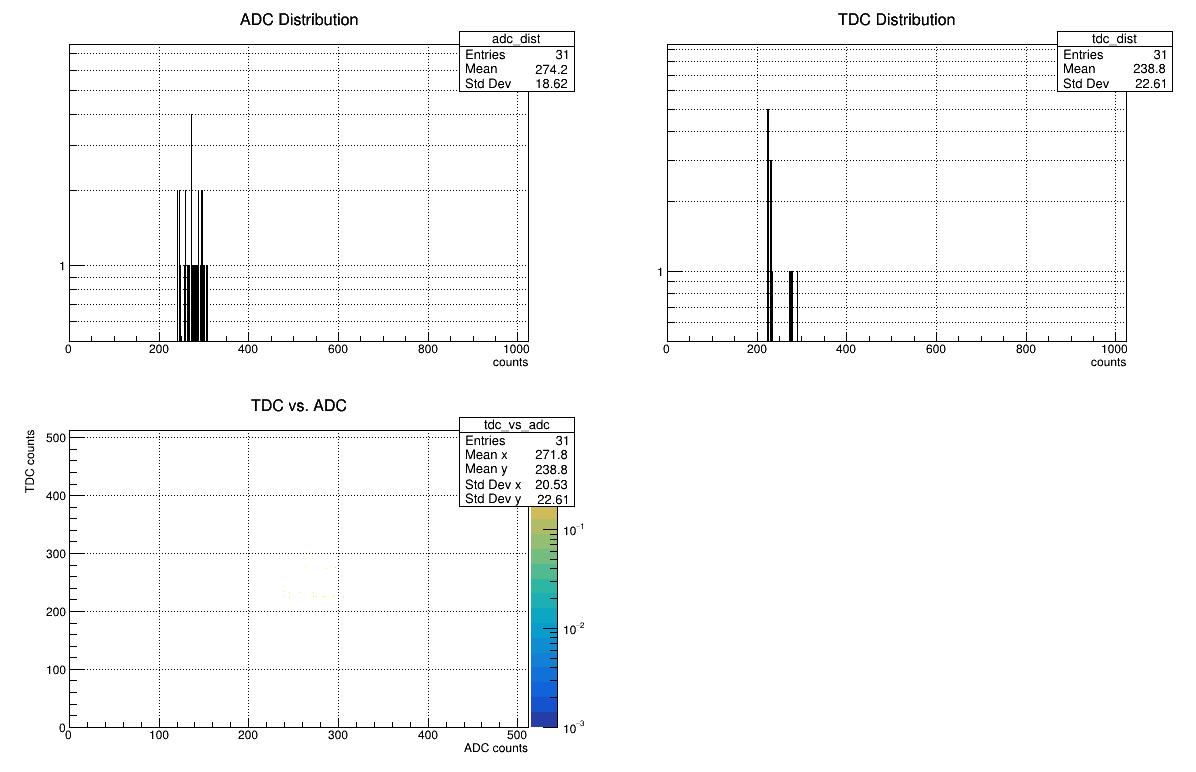 ADC Distribution
adc_dist
Entries 31
Mean 274.2
Std Dev 18.62
1
0 200 400 600 800 1000
counts
TDC Distribution
tdc_dist
Entries 31
Mean 238.8
Std Dev 22.61
1
0 200 400 600 800 1000
counts
TDC vs. ADC
tdc_vs_adc
Entries 31
Mean x 271.8
Mean y 238.8
Std Dev x 20.53
Std Dev y 22.61
TDC counts
500
400
300
200
100
0
0 100 200 300 400 500
ADC counts
10⁻¹
10⁻²
10⁻³